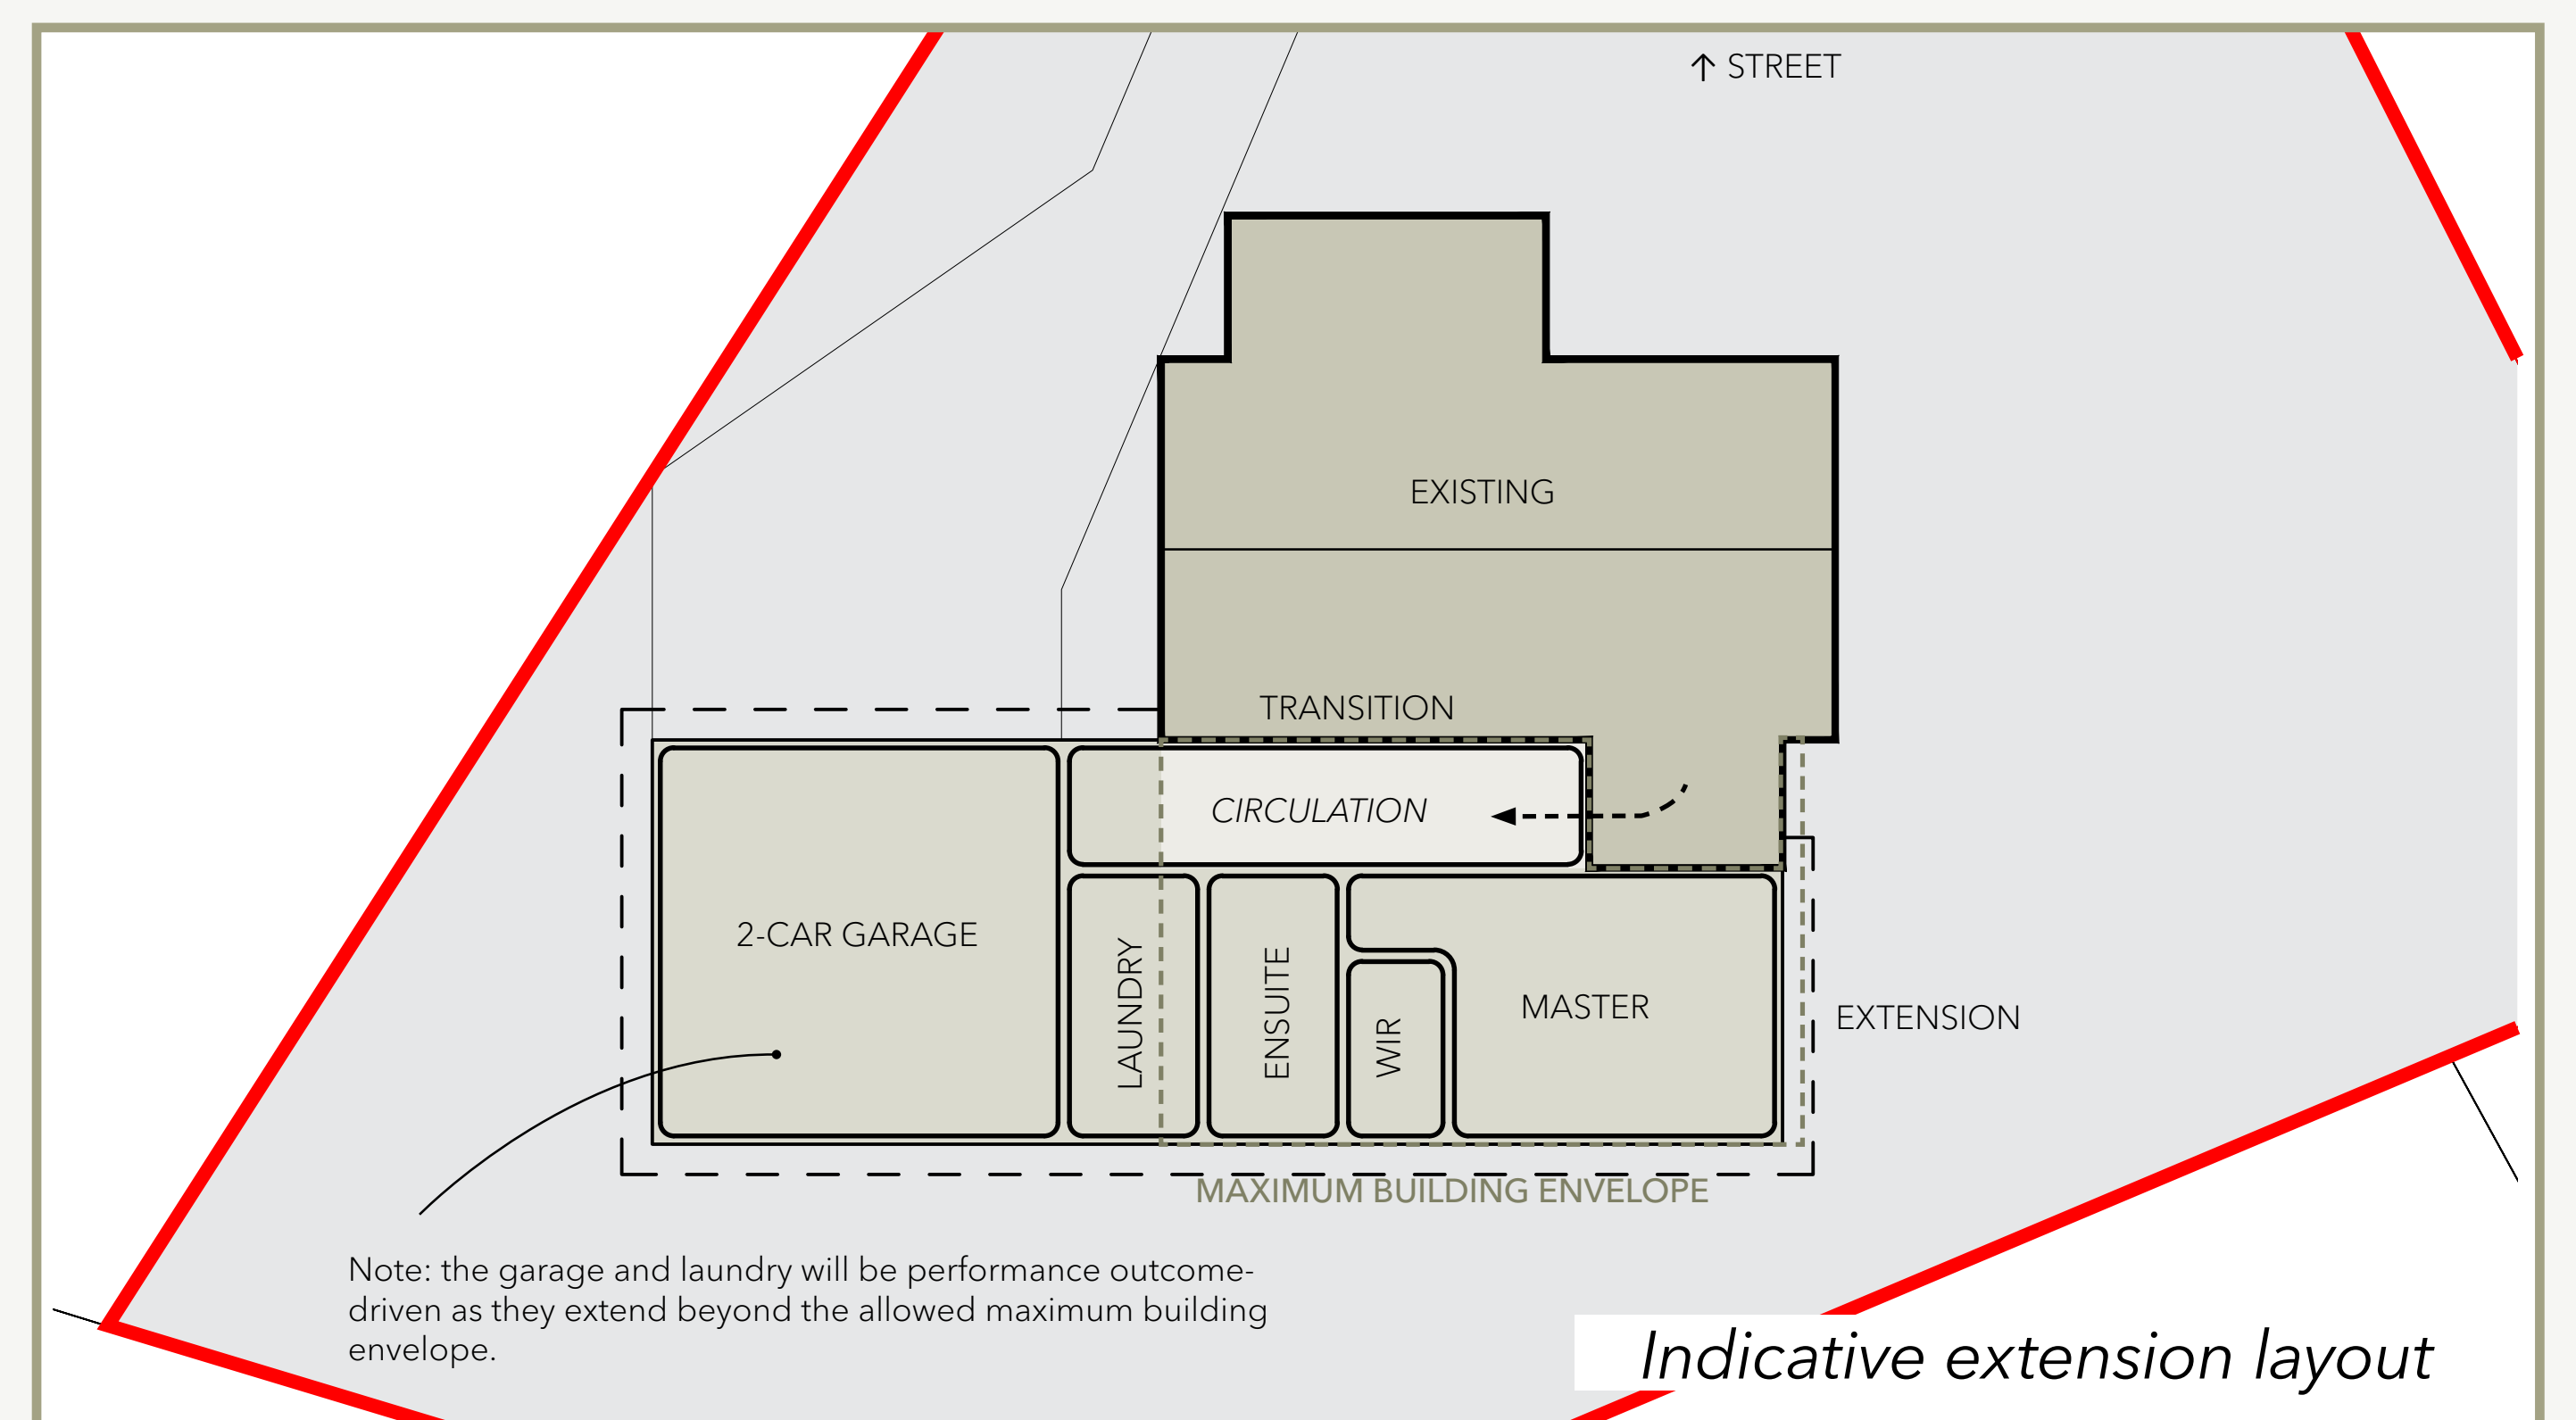 ↑ STREET
EXISTING
TRANSITION
CIRCULATION
2-CAR GARAGE
LAUNDRY
ENSUITE
WIR
MASTER
EXTENSION
MAXIMUM BUILDING ENVELOPE
Note: the garage and laundry will be performance outcome-
driven as they extend beyond the allowed maximum building
envelope.
Indicative extension layout